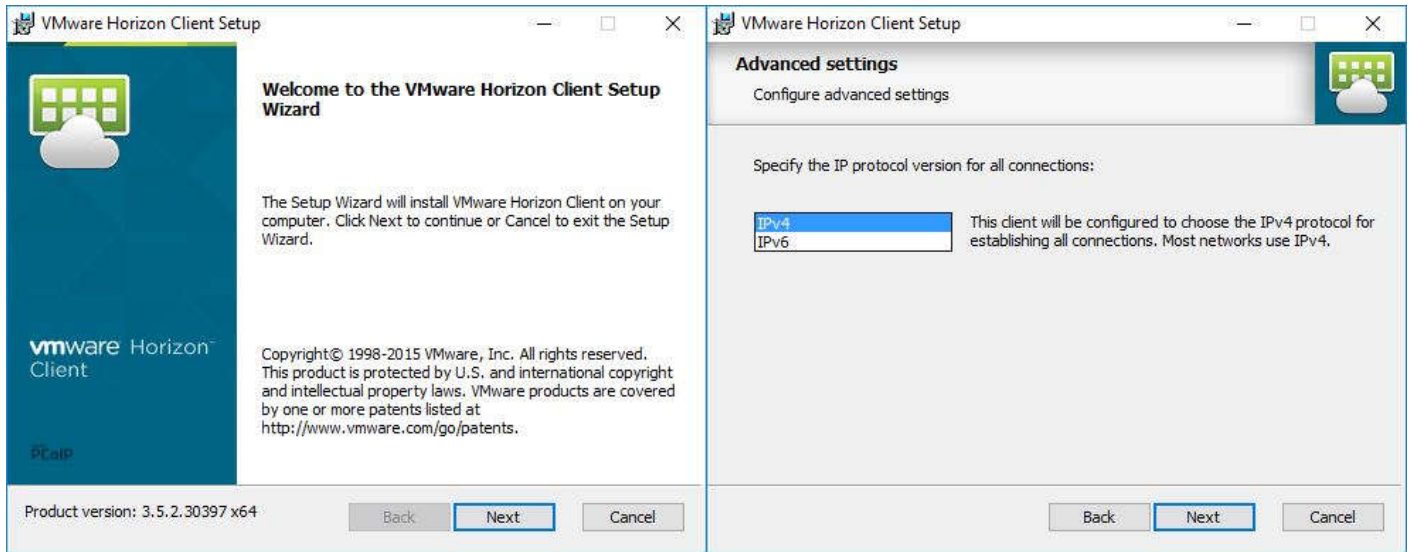 VMware Horizon Client Setup
Welcome to the VMware Horizon Client Setup
Wizard
The Setup Wizard will install VMware Horizon Client on your
computer. Click Next to continue or Cancel to exit the Setup
Wizard.
vmware Horizon™
Client
Copyright© 1998-2015 VMware, Inc. All rights reserved.
This product is protected by U.S. and international copyright
and intellectual property laws. VMware products are covered
by one or more patents listed at
http://www.vmware.com/go/patents.
PCoIP
Product version: 3.5.2.30397 x64
Back
Next
Cancel
VMware Horizon Client Setup
Advanced settings
Configure advanced settings
Specify the IP protocol version for all connections:
IPv4
IPv6
This client will be configured to choose the IPv4 protocol for
establishing all connections. Most networks use IPv4.
Back
Next
Cancel